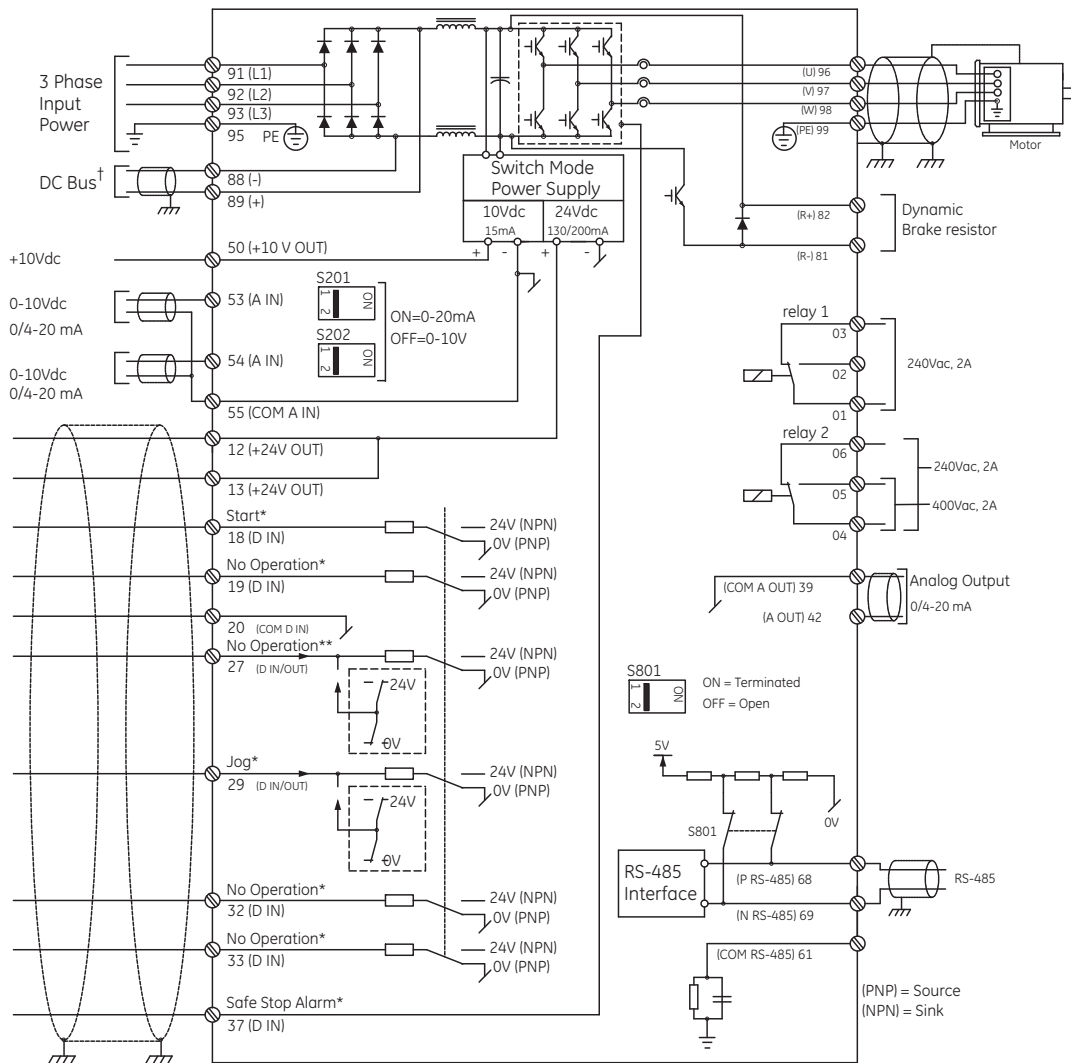 3 Phase
Input
Power
91 (L1)
92 (L2)
93 (L3)
95 PE
DC Bus†
88 (-)
89 (+)
Switch Mode
Power Supply
10Vdc
15mA
24Vdc
130/200mA
+ - + -
+10Vdc
50 (+10 V OUT)
0-10Vdc
0/4-20 mA
53 (A IN)
0-10Vdc
0/4-20 mA
54 (A IN)
55 (COM A IN)
S201
1 2 ON
S202
1 2 ON
ON=0-20mA
OFF=0-10V
12 (+24V OUT)
13 (+24V OUT)
Start*
18 (D IN)
24V (NPN)
0V (PNP)
No Operation*
19 (D IN)
24V (NPN)
0V (PNP)
20 (COM D IN)
No Operation**
27 (D IN/OUT)
24V (NPN)
0V (PNP)
24V
0V
Jog*
29 (D IN/OUT)
24V (NPN)
0V (PNP)
24V
0V
No Operation*
32 (D IN)
24V (NPN)
0V (PNP)
No Operation*
33 (D IN)
24V (NPN)
0V (PNP)
Safe Stop Alarm*
37 (D IN)
(U) 96
(V) 97
(W) 98
(PE) 99
Motor
(R+) 82
(R-) 81
Dynamic
Brake resistor
relay 1
03
02
01
240Vac, 2A
relay 2
06
05
04
240Vac, 2A
400Vac, 2A
(COM A OUT) 39
(A OUT) 42
Analog Output
0/4-20 mA
S801
1 2 ON
ON = Terminated
OFF = Open
5V
0V
S801
RS-485
Interface
(P RS-485) 68
(N RS-485) 69
RS-485
(COM RS-485) 61
(PNP) = Source
(NPN) = Sink